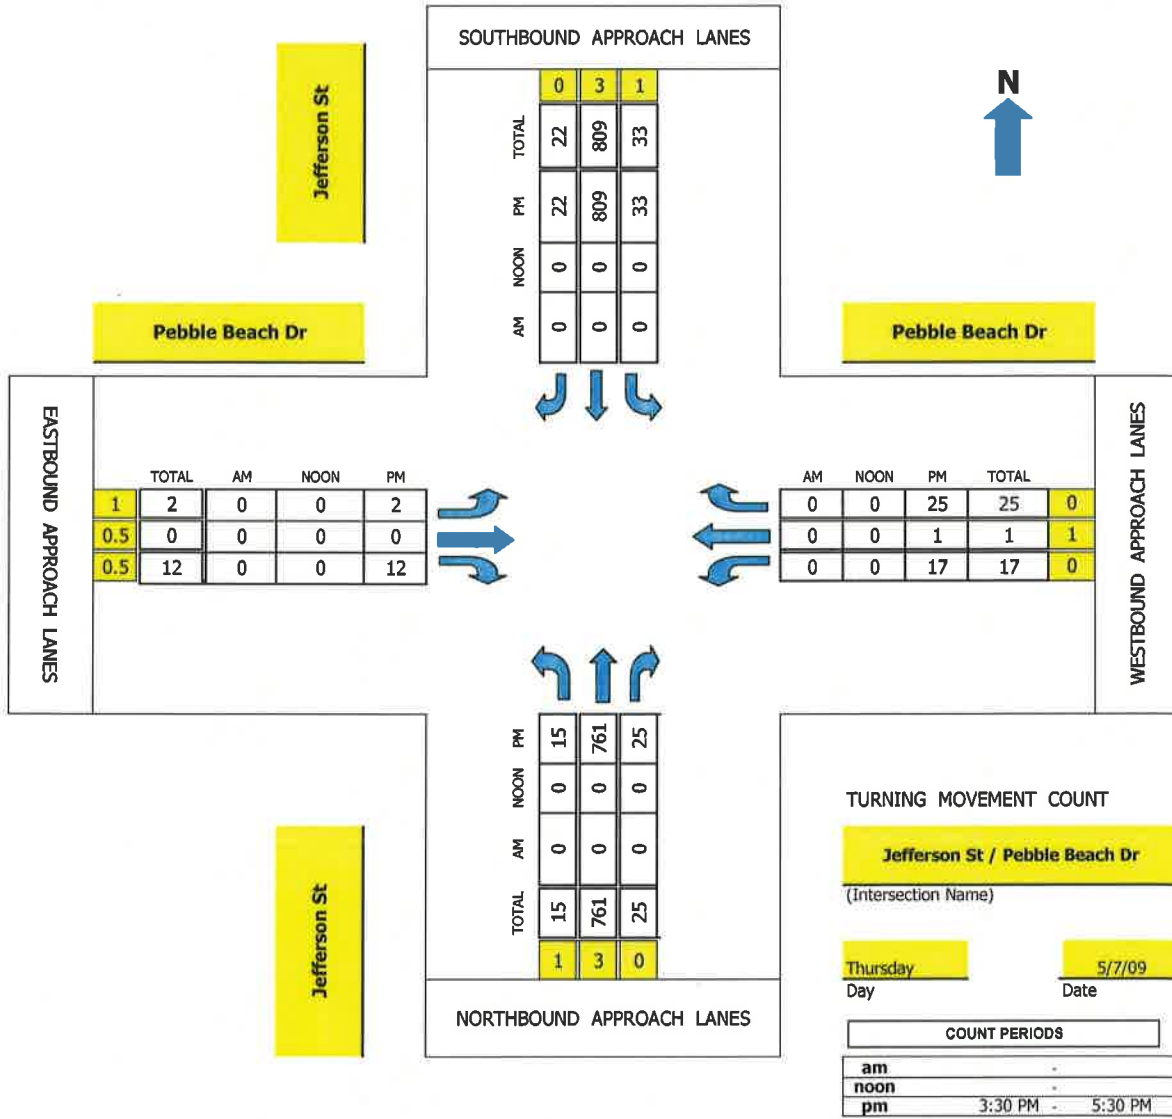 SOUTHBOUND APPROACH LANES
0 3 1
TOTAL 22 809 33
PM 22 809 33
NOON 0 0 0
AM 0 0 0
N
Jefferson St
Pebble Beach Dr
Pebble Beach Dr
EASTBOUND APPROACH LANES
TOTAL AM NOON PM
1 2 0 0 2
0.5 0 0 0 0
0.5 12 0 0 12
AM NOON PM TOTAL
0 0 25 25 0
0 0 1 1 1
0 0 17 17 0
WESTBOUND APPROACH LANES
PM 15 761 25
NOON 0 0 0
AM 0 0 0
TOTAL 15 761 25
1 3 0
NORTHBOUND APPROACH LANES
Jefferson St
TURNING MOVEMENT COUNT
Jefferson St / Pebble Beach Dr
(Intersection Name)
Thursday 5/7/09
Day Date
COUNT PERIODS
am -
noon -
pm 3:30 PM - 5:30 PM